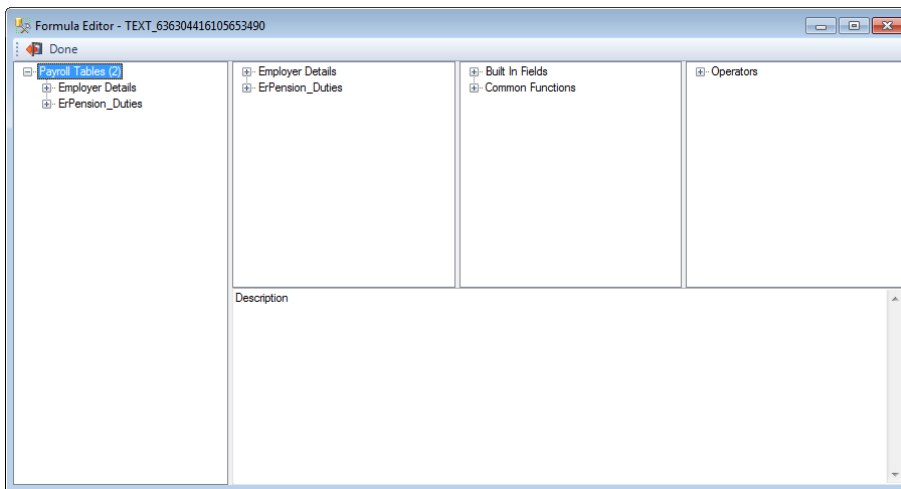 Formula Editor - TEXT_636304416105653490
Done
Payroll Tables (2)
Employer Details
ErPension_Duties
Employer Details
ErPension_Duties
Built In Fields
Common Functions
Operators
Description